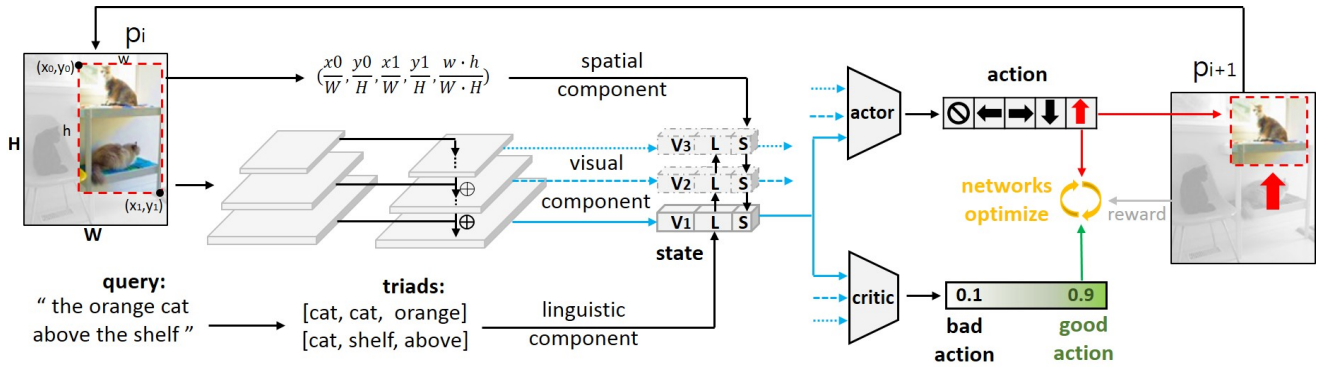 pi
(x₀,y₀)
w
h
H
(x₁,y₁)
W
(x0/W, y0/H, x1/W, y1/H, w · h/W · H)
spatial
component
visual
component
V3 L S
V2 L S
V1 L S
state
query:
“ the orange cat
above the shelf ”
triads:
[cat, cat, orange]
[cat, shelf, above]
linguistic
component
actor
critic
action
networks
optimize
reward
0.1 0.9
bad
action
good
action
pi+1